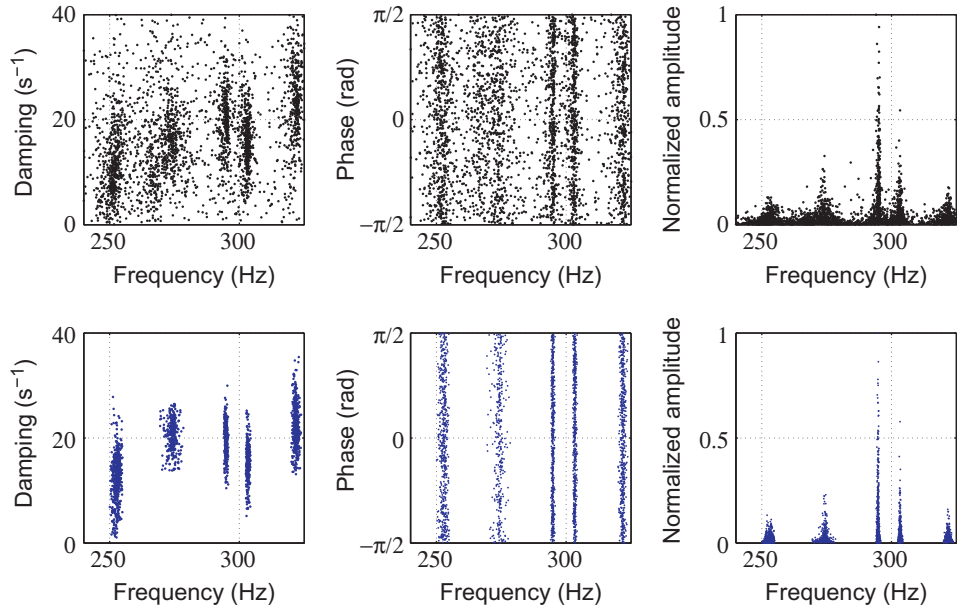 40
20
0
Damping (s⁻¹)
250
300
Frequency (Hz)
π/2
0
−π/2
Phase (rad)
250
300
Frequency (Hz)
1
0.5
0
Normalized amplitude
250
300
Frequency (Hz)
40
20
0
Damping (s⁻¹)
250
300
Frequency (Hz)
π/2
0
−π/2
Phase (rad)
250
300
Frequency (Hz)
1
0.5
0
Normalized amplitude
250
300
Frequency (Hz)